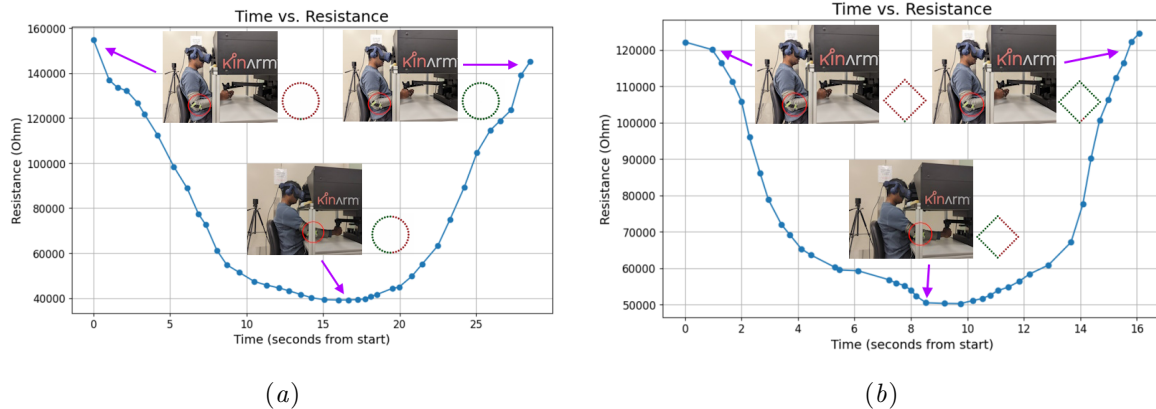 Time vs. Resistance
160000
140000
120000
100000
80000
60000
40000
Resistance (Ohm)
KINARM
KINARM
KINARM
0
5
10
15
20
25
Time (seconds from start)
(a)
Time vs. Resistance
120000
110000
100000
90000
80000
70000
60000
50000
Resistance (Ohm)
KINARM
KINARM
KINARM
0
2
4
6
8
10
12
14
16
Time (seconds from start)
(b)